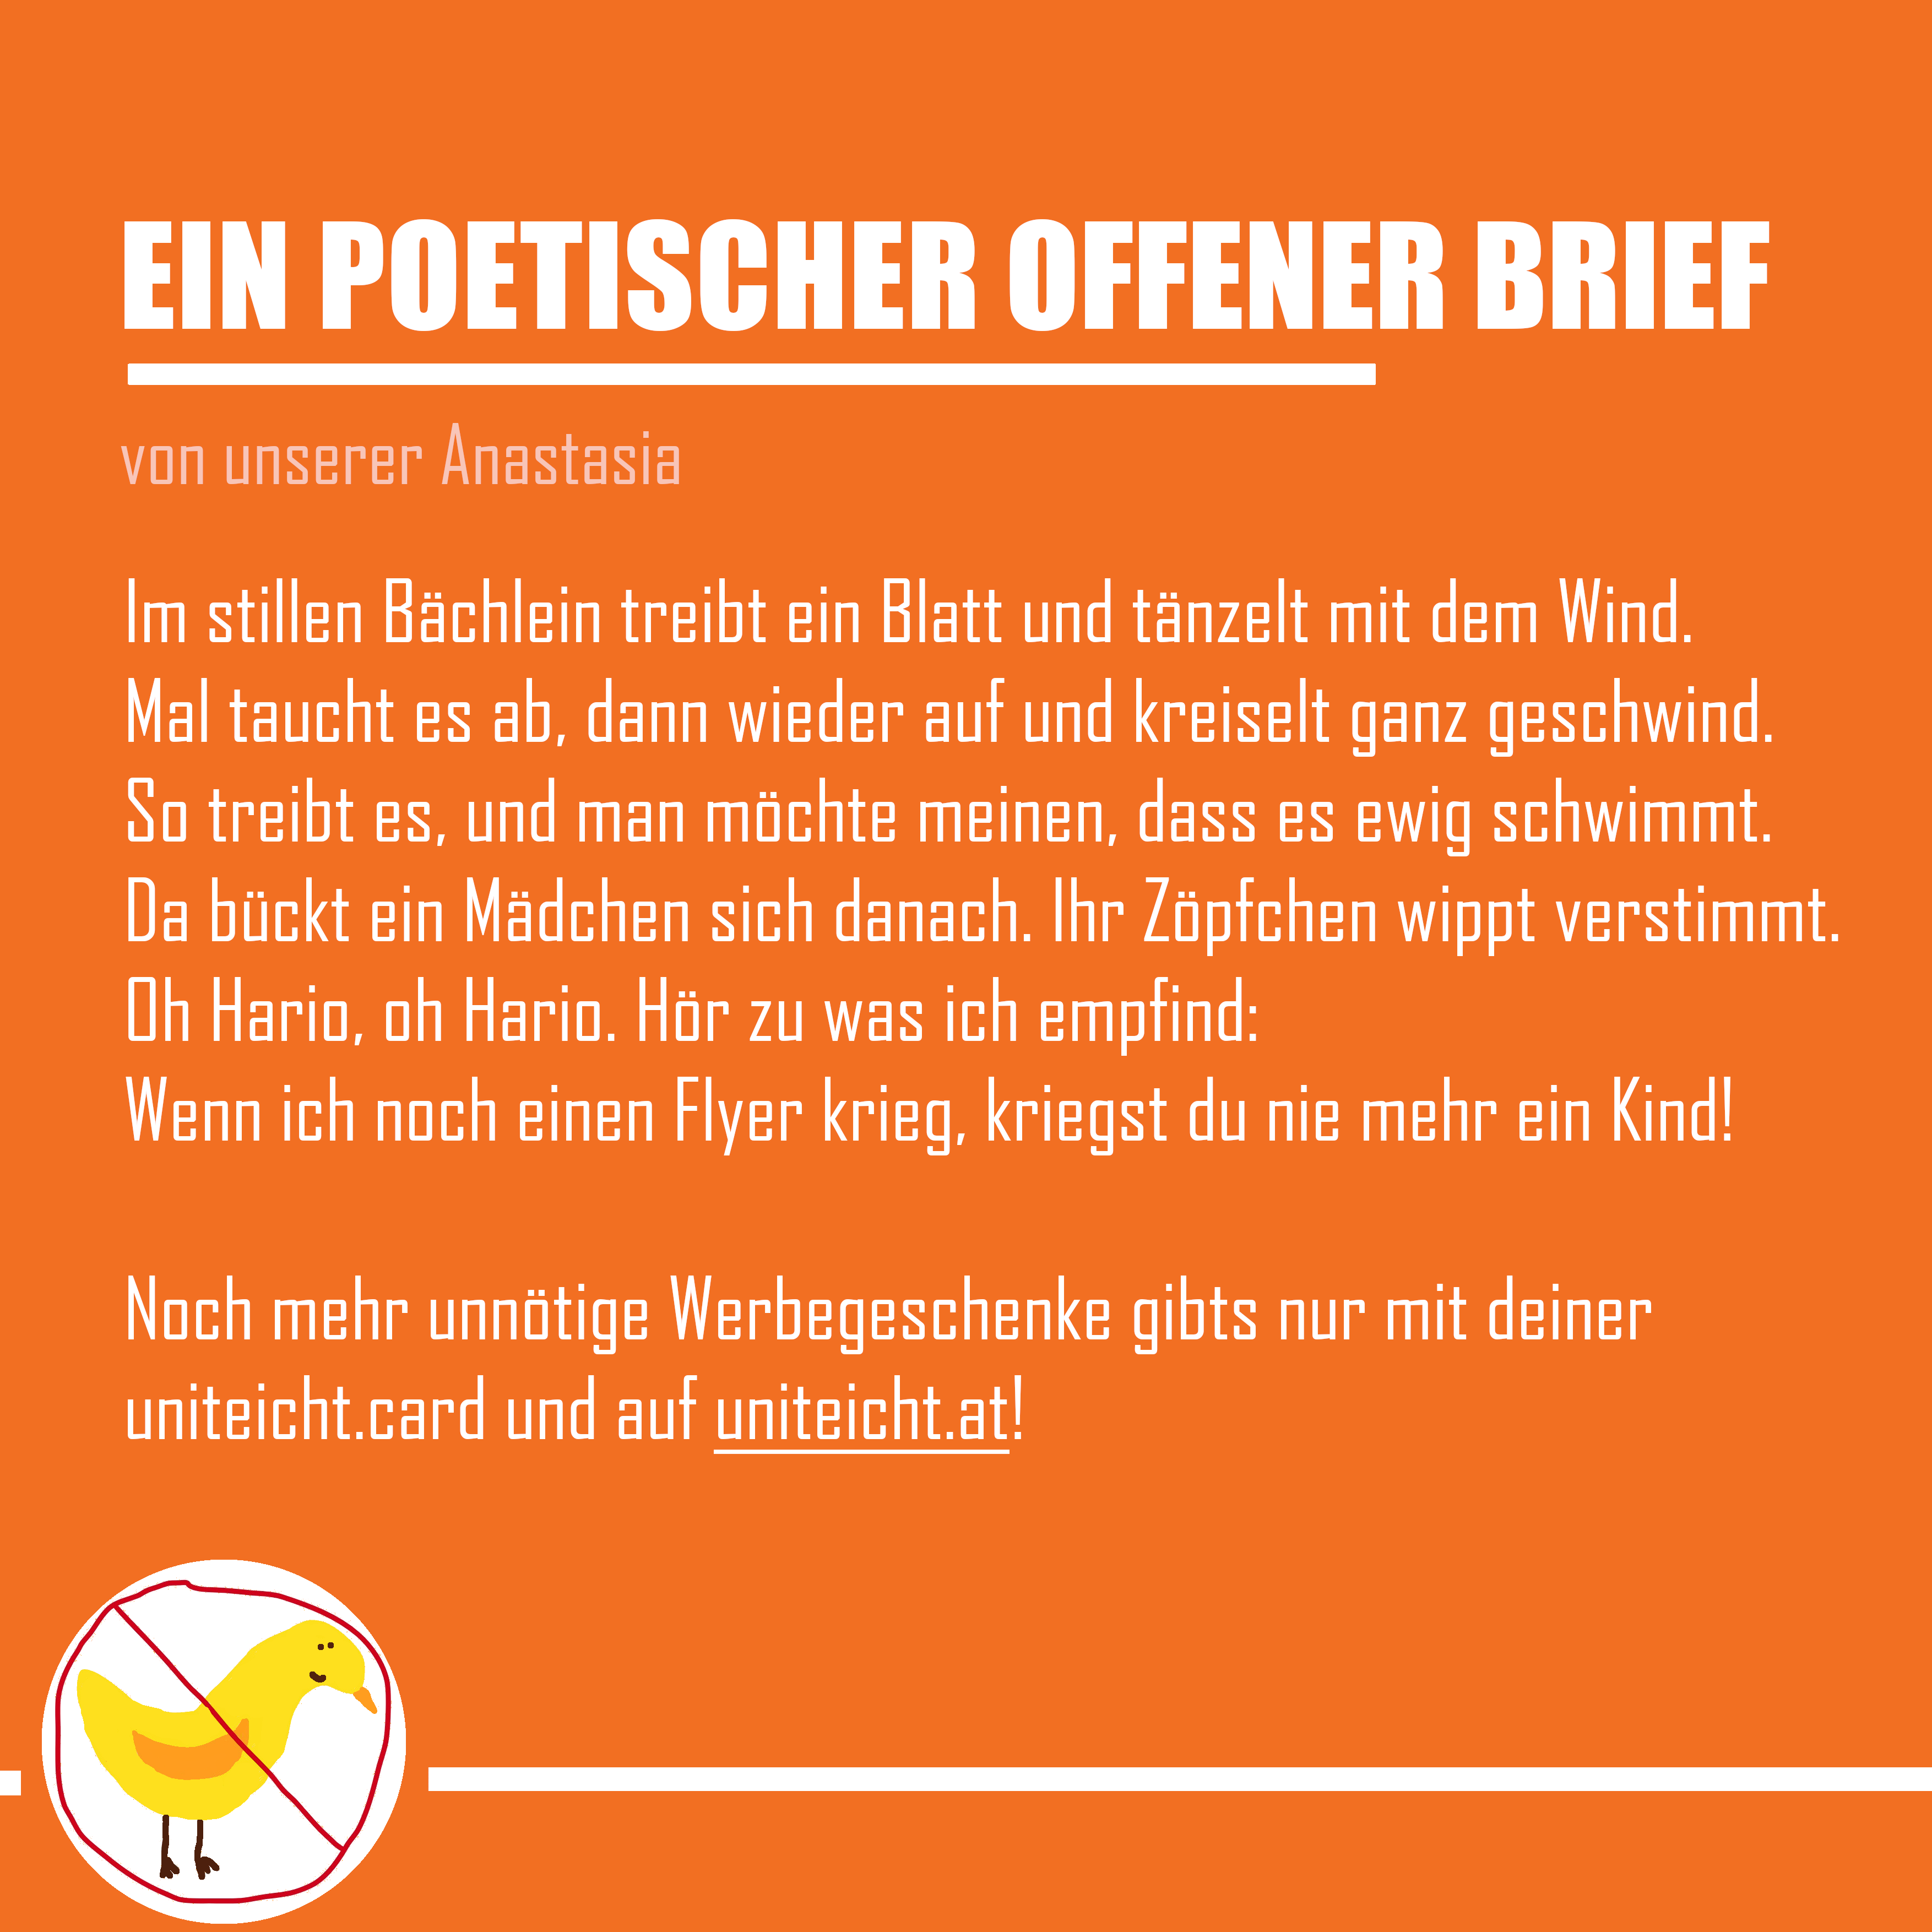 EIN POETISCHER OFFENER BRIEF
von unserer Anastasia
Im stillen Bächlein treibt ein Blatt und tänzelt mit dem Wind.
Mal taucht es ab, dann wieder auf und kreiselt ganz geschwind.
So treibt es, und man möchte meinen, dass es ewig schwimmt.
Da bückt ein Mädchen sich danach. Ihr Zöpfchen wippt verstimmt.
Oh Hario, oh Hario. Hör zu was ich empfind:
Wenn ich noch einen Flyer krieg, kriegst du nie mehr ein Kind!
Noch mehr unnötige Werbegeschenke gibts nur mit deiner
uniteicht.card und auf uniteicht.at!